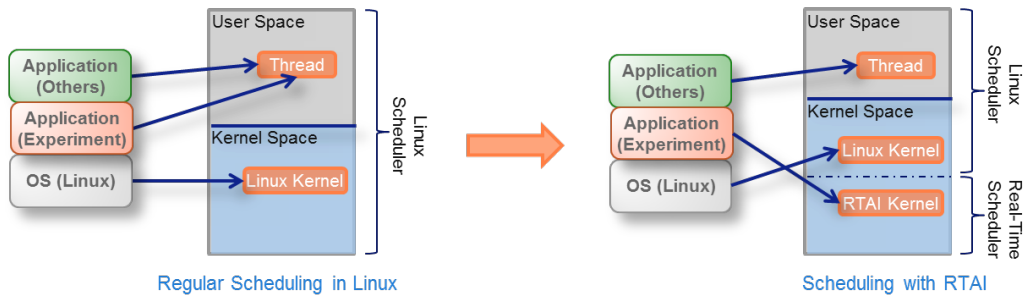 User Space
Thread
Application
(Others)
Application
(Experiment)
OS (Linux)
Kernel Space
Linux Kernel
Linux
Scheduler
Regular Scheduling in Linux
User Space
Thread
Application
(Others)
Application
(Experiment)
OS (Linux)
Kernel Space
Linux Kernel
RTAI Kernel
Linux
Scheduler
Real-Time
Scheduler
Scheduling with RTAI